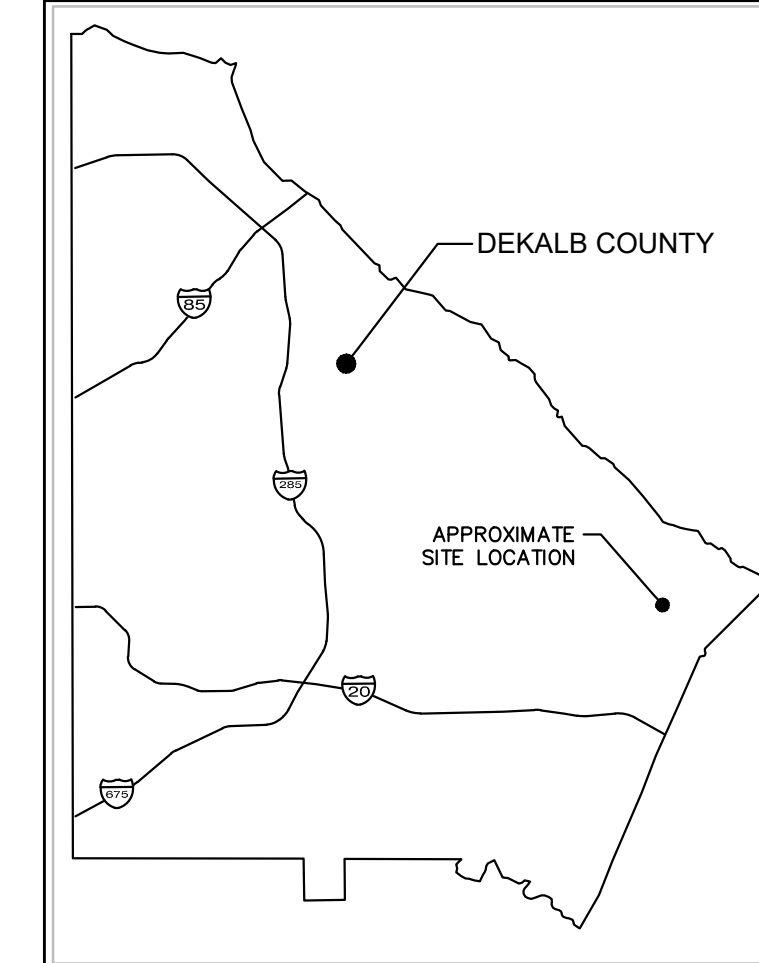 DEKALB COUNTY
85
285
APPROXIMATE
SITE LOCATION
20
675